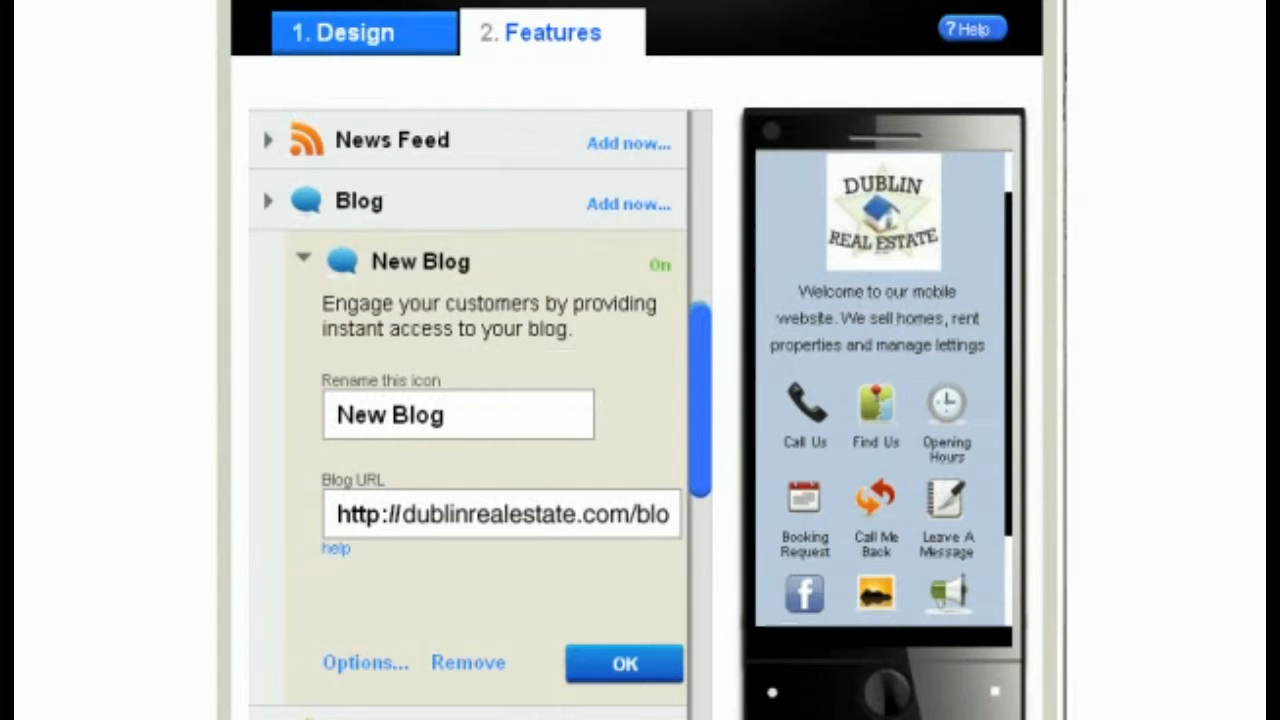 1. Design
2. Features
? Help
News Feed
Add now...
Blog
Add now...
New Blog
On
Engage your customers by providing
instant access to your blog.
Rename this icon
New Blog
Blog URL
http://dublinrealestate.com/blo
help
Options...
Remove
OK
DUBLIN
REAL ESTATE
Welcome to our mobile
website. We sell homes, rent
properties and manage lettings
Call Us
Find Us
Opening
Hours
Booking
Request
Call Me
Back
Leave A
Message
f